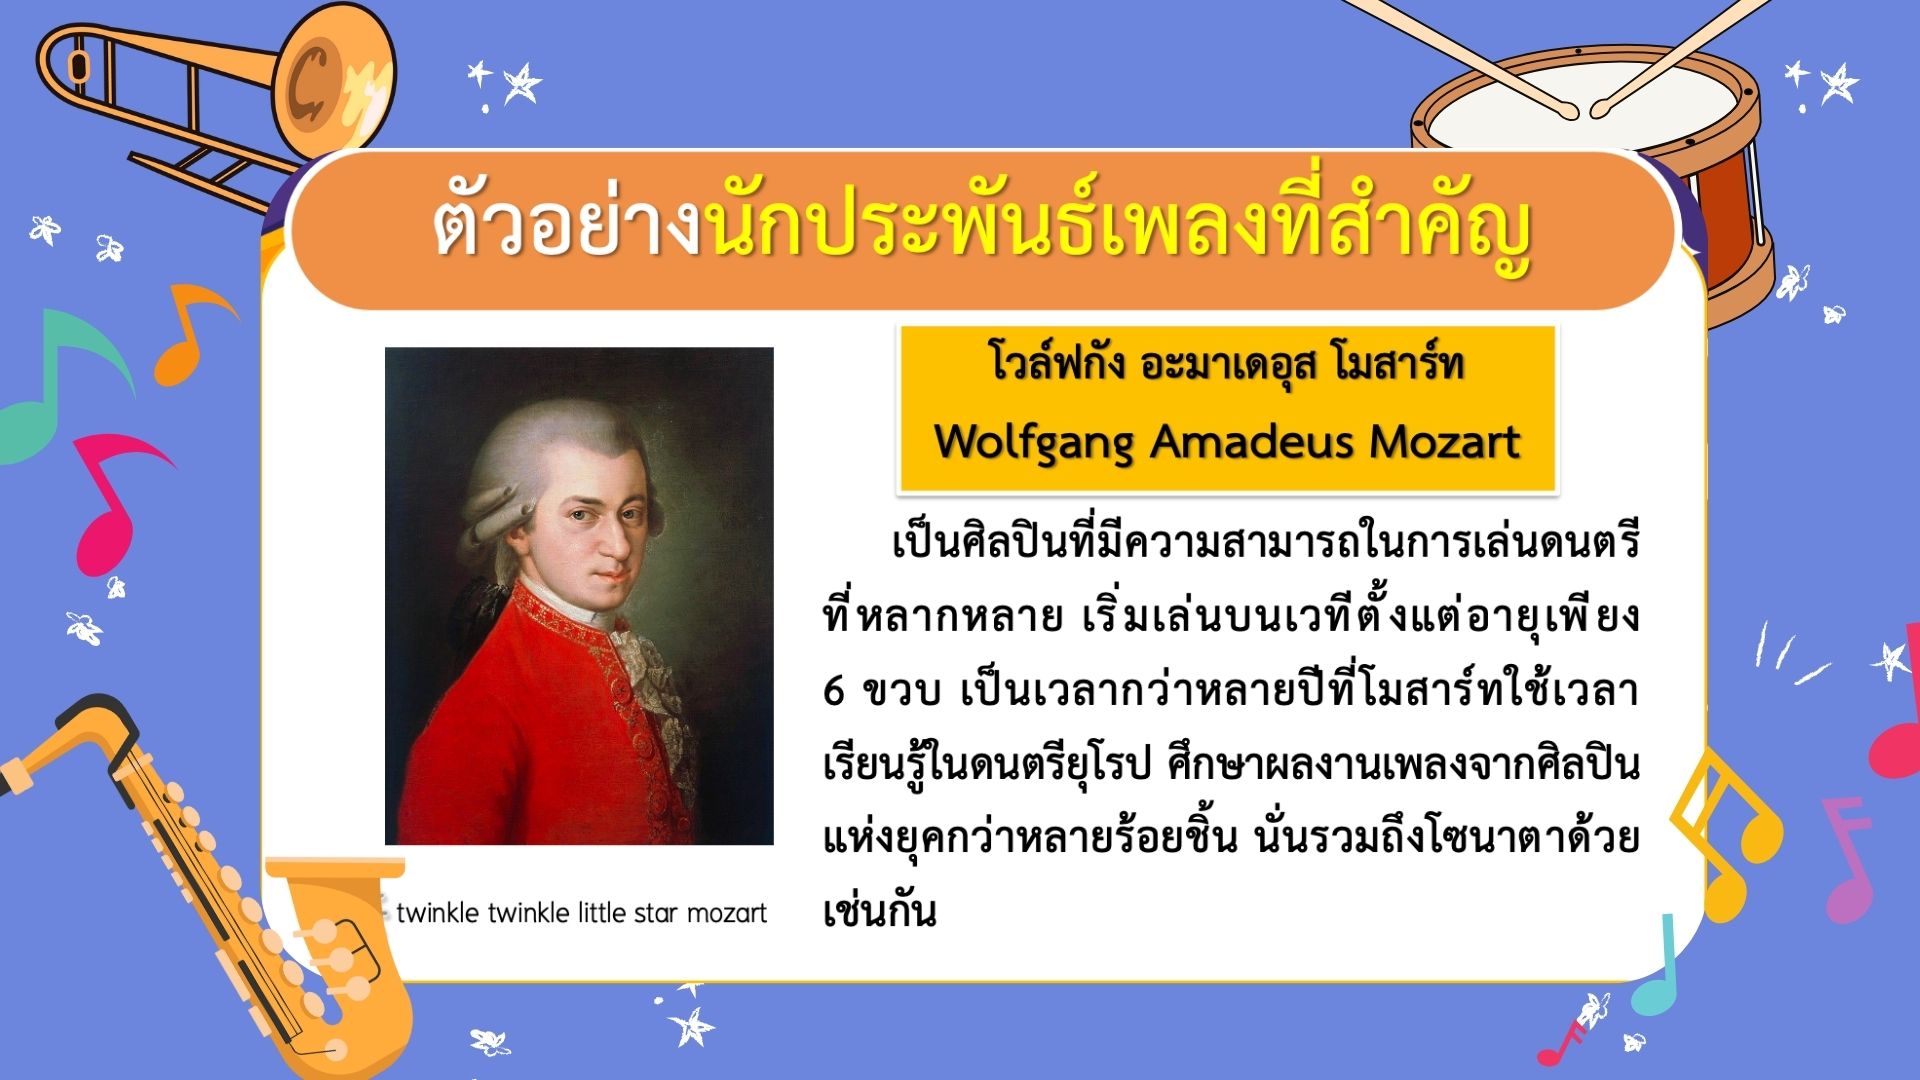 ตัวอย่างนักประพันธ์เพลงที่สำคัญ
โวล์ฟกัง อะมาเดอุส โมสาร์ท
Wolfgang Amadeus Mozart
เป็นศิลปินที่มีความสามารถในการเล่นดนตรี
ที่หลากหลาย เริ่มเล่นบนเวทีตั้งแต่อายุเพียง
6 ขวบ เป็นเวลากว่าหลายปีที่โมสาร์ทใช้เวลา
เรียนรู้ในดนตรียุโรป ศึกษาผลงานเพลงจากศิลปิน
แห่งยุคกว่าหลายร้อยชิ้น นั่นรวมถึงโซนาตาด้วย
เช่นกัน
twinkle twinkle little star mozart